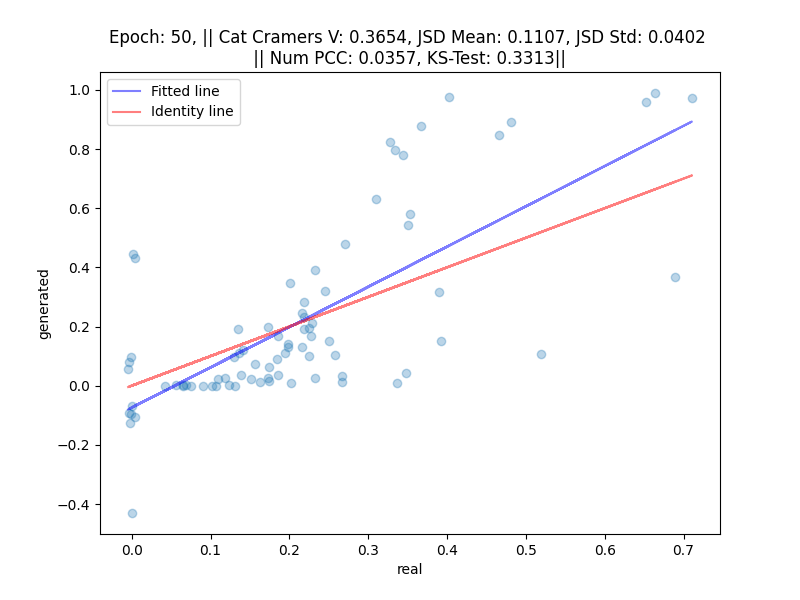 Epoch: 50, || Cat Cramers V: 0.3654, JSD Mean: 0.1107, JSD Std: 0.0402
|| Num PCC: 0.0357, KS-Test: 0.3313||
Fitted line
Identity line
1.0
0.8
0.6
0.4
0.2
0.0
−0.2
−0.4
generated
0.0 0.1 0.2 0.3 0.4 0.5 0.6 0.7
real